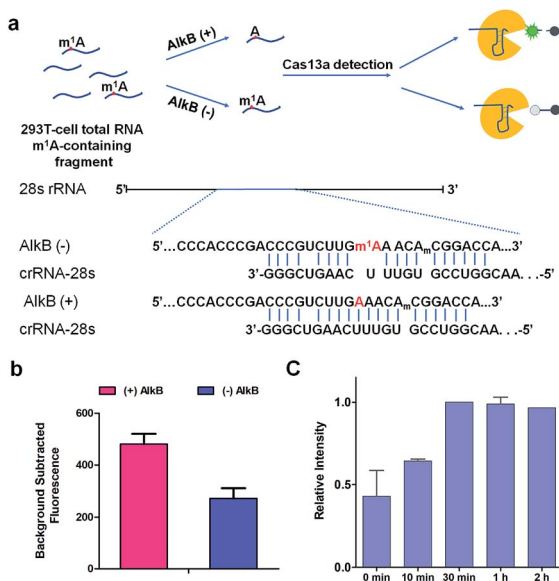 a
m¹A
m¹A
AlkB (+)
AlkB (-)
A
m¹A
Cas13a detection
293T-cell total RNA
m¹A-containing
fragment
28s rRNA
5'
3'
AlkB (-)
5'...CCCACCCGACCCGUCUUGm¹AA ACAmCGGACCA...3'
crRNA-28s
3'-GGGCUGAAC U UUGU GCCUGGCAA...-5'
AlkB (+)
5'...CCCACCCGACCCGUCUUGAAACAmCGGACCA...3'
crRNA-28s
3'-GGGCUGAACUUUGU GCCUGGCAA...-5'
b
(+) AlkB
(-) AlkB
Background Subtracted
Fluorescence
600
400
200
0
C
Relative Intensity
1.0
0.5
0.0
0 min
10 min
30 min
1 h
2 h